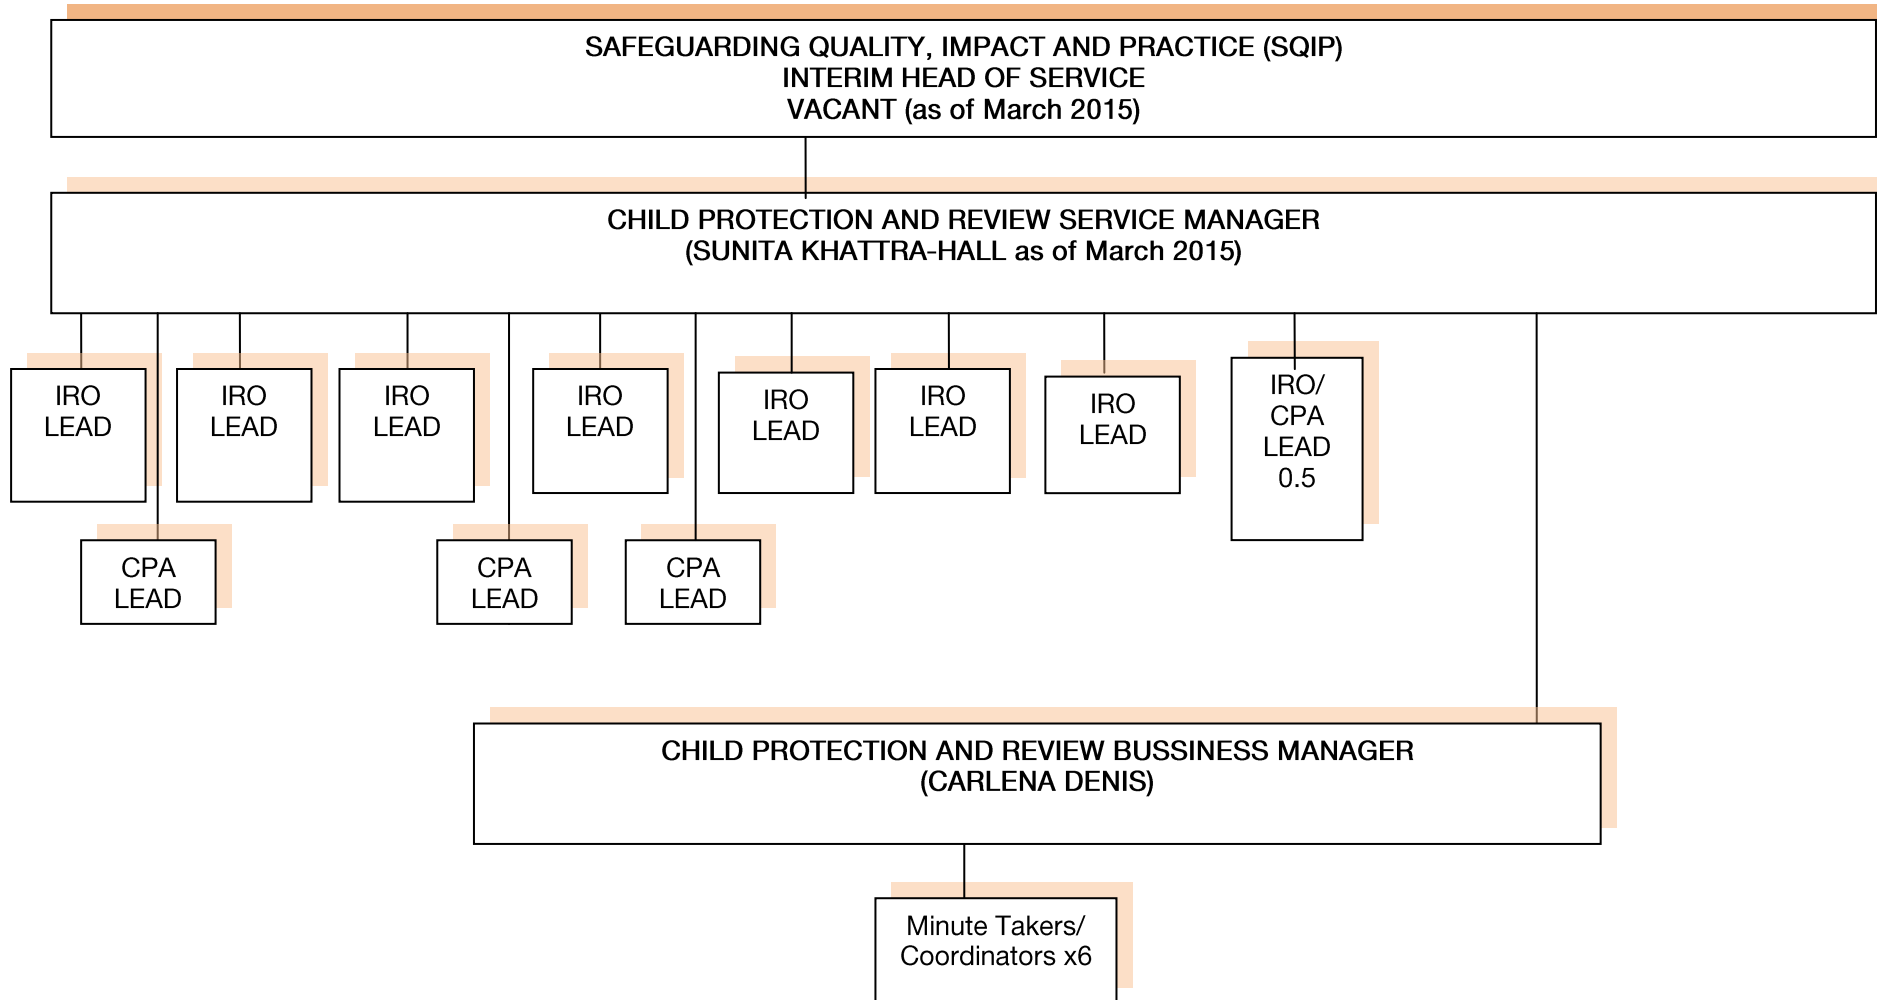 SAFEGUARDING QUALITY, IMPACT AND PRACTICE (SQIP)
INTERIM HEAD OF SERVICE
VACANT (as of March 2015)
CHILD PROTECTION AND REVIEW SERVICE MANAGER
(SUNITA KHATTRA-HALL as of March 2015)
IRO
LEAD
IRO
LEAD
IRO
LEAD
IRO
LEAD
IRO
LEAD
IRO
LEAD
IRO
LEAD
IRO/
CPA
LEAD
0.5
CPA
LEAD
CPA
LEAD
CPA
LEAD
CHILD PROTECTION AND REVIEW BUSSINESS MANAGER
(CARLENA DENIS)
Minute Takers/
Coordinators x6